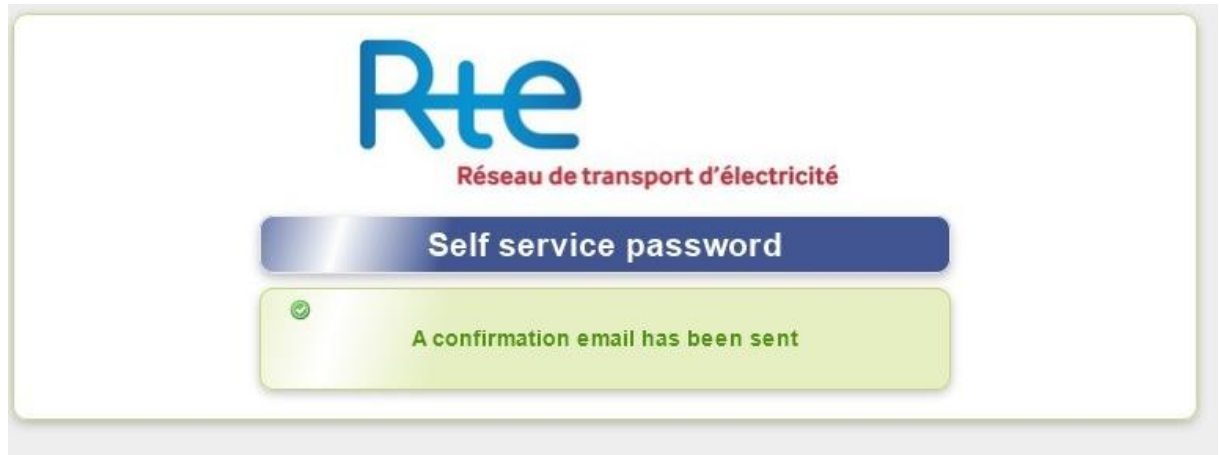 Rte
Réseau de transport d'électricité
Self service password
A confirmation email has been sent